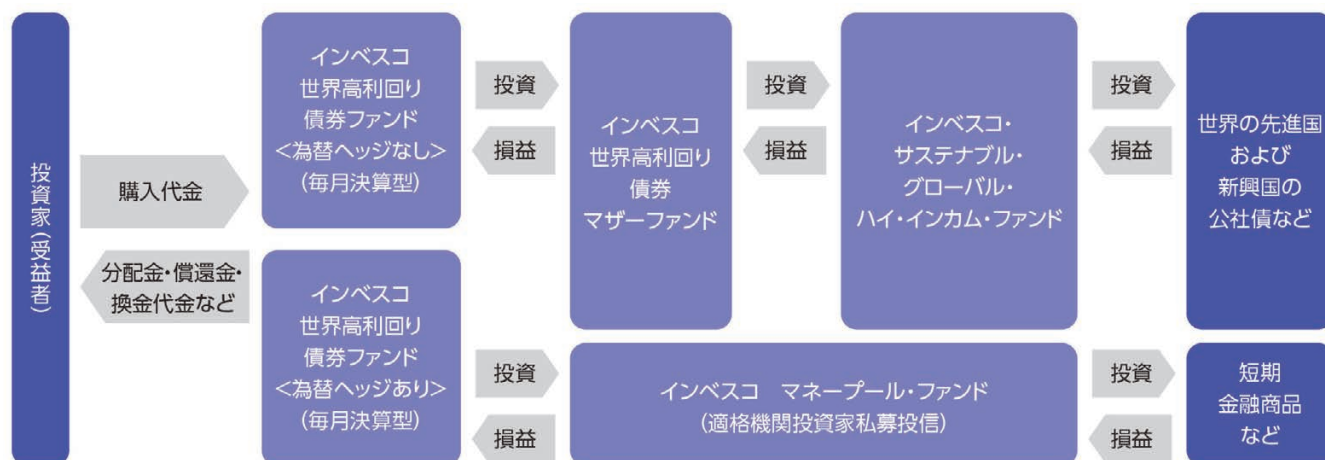 投資家(受益者)
購入代金
分配金・償還金・
換金代金など
インベスコ
世界高利回り
債券ファンド
<為替ヘッジなし>
(毎月決算型)
インベスコ
世界高利回り
債券ファンド
<為替ヘッジあり>
(毎月決算型)
投資
損益
インベスコ
世界高利回り
債券
マザーファンド
投資
損益
インベスコ・
サステナブル・
グローバル・
ハイ・インカム・ファンド
投資
損益
世界の先進国
および
新興国の
公社債など
投資
損益
インベスコ　マネープール・ファンド
(適格機関投資家私募投信)
投資
損益
短期
金融商品
など